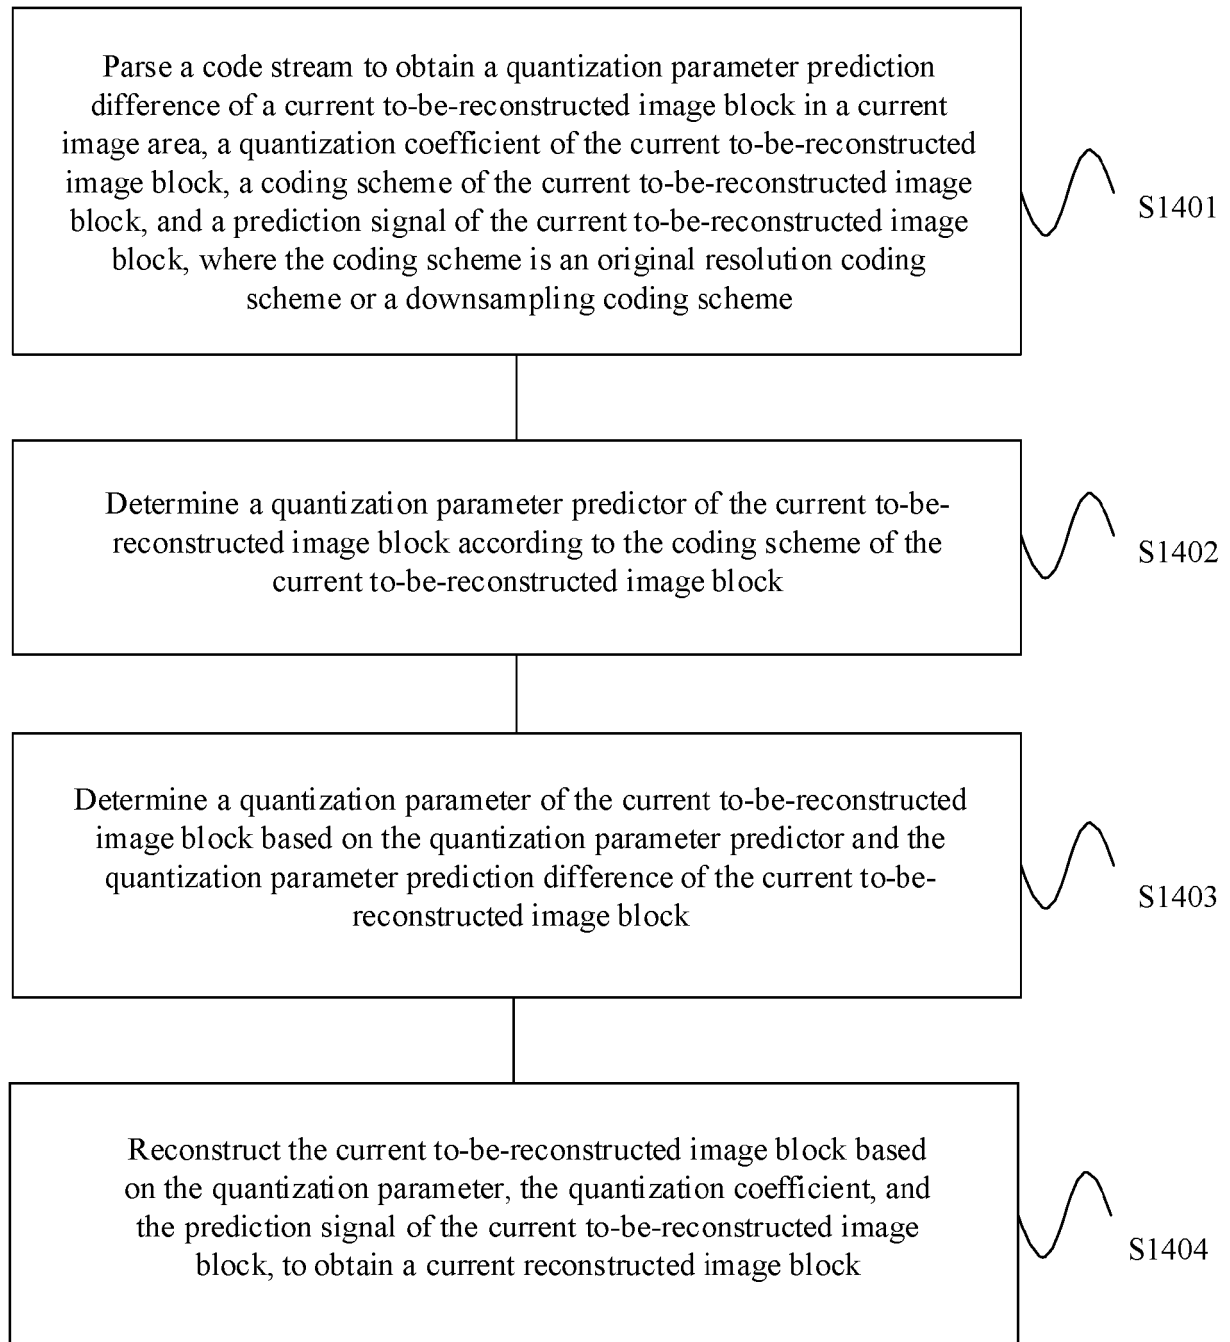 Parse a code stream to obtain a quantization parameter prediction
difference of a current to-be-reconstructed image block in a current
image area, a quantization coefficient of the current to-be-reconstructed
image block, a coding scheme of the current to-be-reconstructed image
block, and a prediction signal of the current to-be-reconstructed image
block, where the coding scheme is an original resolution coding
scheme or a downsampling coding scheme
S1401
Determine a quantization parameter predictor of the current to-be-
reconstructed image block according to the coding scheme of the
current to-be-reconstructed image block
S1402
Determine a quantization parameter of the current to-be-reconstructed
image block based on the quantization parameter predictor and the
quantization parameter prediction difference of the current to-be-
reconstructed image block
S1403
Reconstruct the current to-be-reconstructed image block based
on the quantization parameter, the quantization coefficient, and
the prediction signal of the current to-be-reconstructed image
block, to obtain a current reconstructed image block
S1404